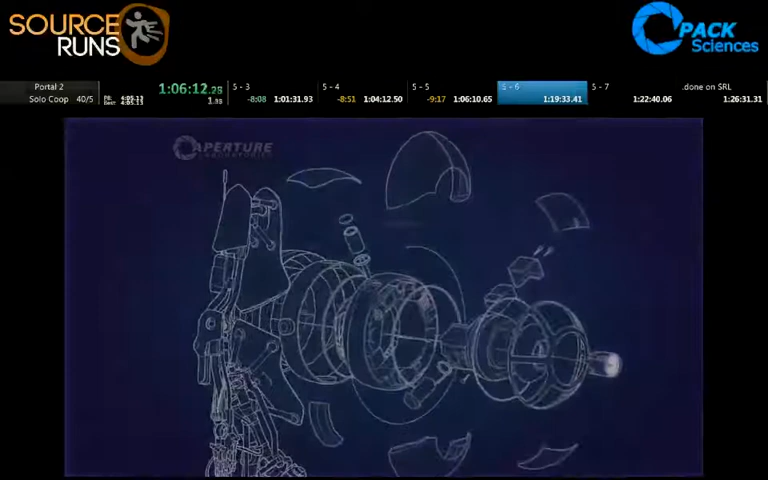 SOURCE
RUNS
PACK
Sciences
Portal 2
Solo Coop 40/5
1:06:12.25
5 - 3
-8:08 1:01:31.93
5 - 4
-8:51 1:04:12.50
5 - 5
-9:17 1:06:10.65
5 - 6
1:19:33.41
5 - 7
1:22:40.06
.done on SRL
1:26:31.31
APERTURE
LABORATORIES